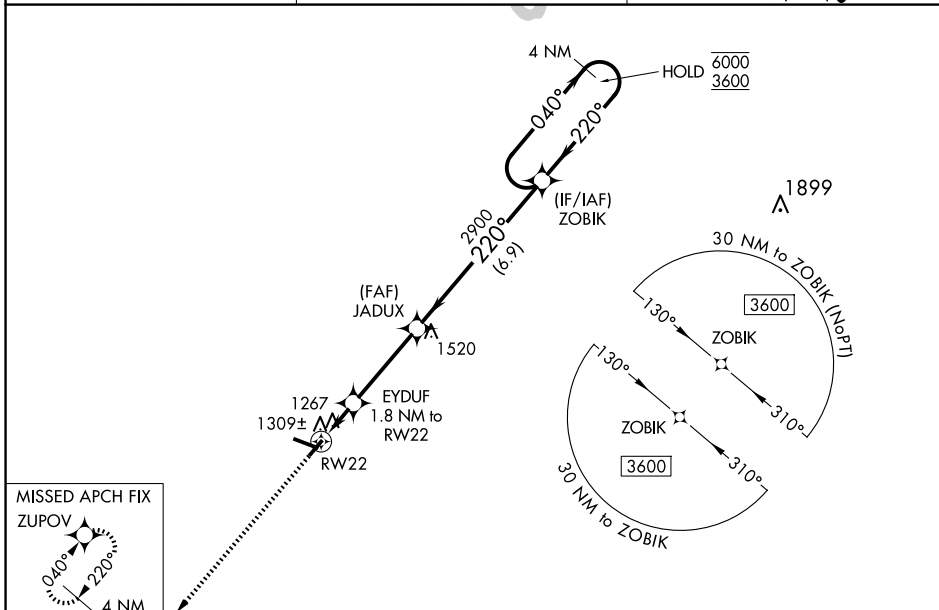 4 NM
HOLD 6000
3600
040°
220°
(IF/IAF)
ZOBIK
1899
2900
220°
(6.9)
30 NM to ZOBIK (NoPT)
3600
130°
ZOBIK
310°
(FAF)
JADUX
1520
130°
ZOBIK
310°
3600
30 NM to ZOBIK
EYDUF
1.8 NM to
RW22
1267
1309±
RW22
MISSED APCH FIX
ZUPOV
040°
220°
4 NM